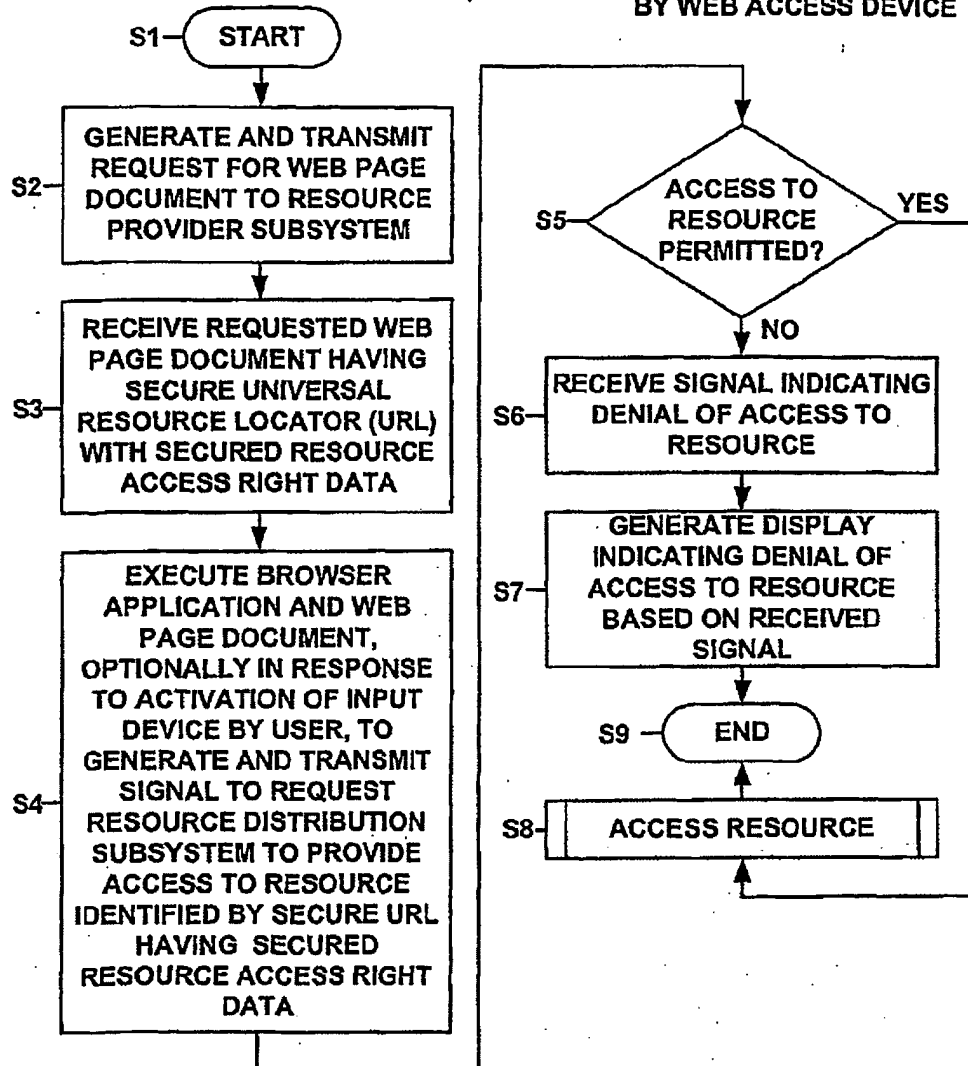 BY WEB ACCESS DEVICE
S1
START
S2
GENERATE AND TRANSMIT
REQUEST FOR WEB PAGE
DOCUMENT TO RESOURCE
PROVIDER SUBSYSTEM
S3
RECEIVE REQUESTED WEB
PAGE DOCUMENT HAVING
SECURE UNIVERSAL
RESOURCE LOCATOR (URL)
WITH SECURED RESOURCE
ACCESS RIGHT DATA
S4
EXECUTE BROWSER
APPLICATION AND WEB
PAGE DOCUMENT,
OPTIONALLY IN RESPONSE
TO ACTIVATION OF INPUT
DEVICE BY USER, TO
GENERATE AND TRANSMIT
SIGNAL TO REQUEST
RESOURCE DISTRIBUTION
SUBSYSTEM TO PROVIDE
ACCESS TO RESOURCE
IDENTIFIED BY SECURE URL
HAVING SECURED
RESOURCE ACCESS RIGHT
DATA
S5
ACCESS TO
RESOURCE
PERMITTED?
YES
NO
S6
RECEIVE SIGNAL INDICATING
DENIAL OF ACCESS TO
RESOURCE
S7
GENERATE DISPLAY
INDICATING DENIAL OF
ACCESS TO RESOURCE
BASED ON RECEIVED
SIGNAL
S9
END
S8
ACCESS RESOURCE